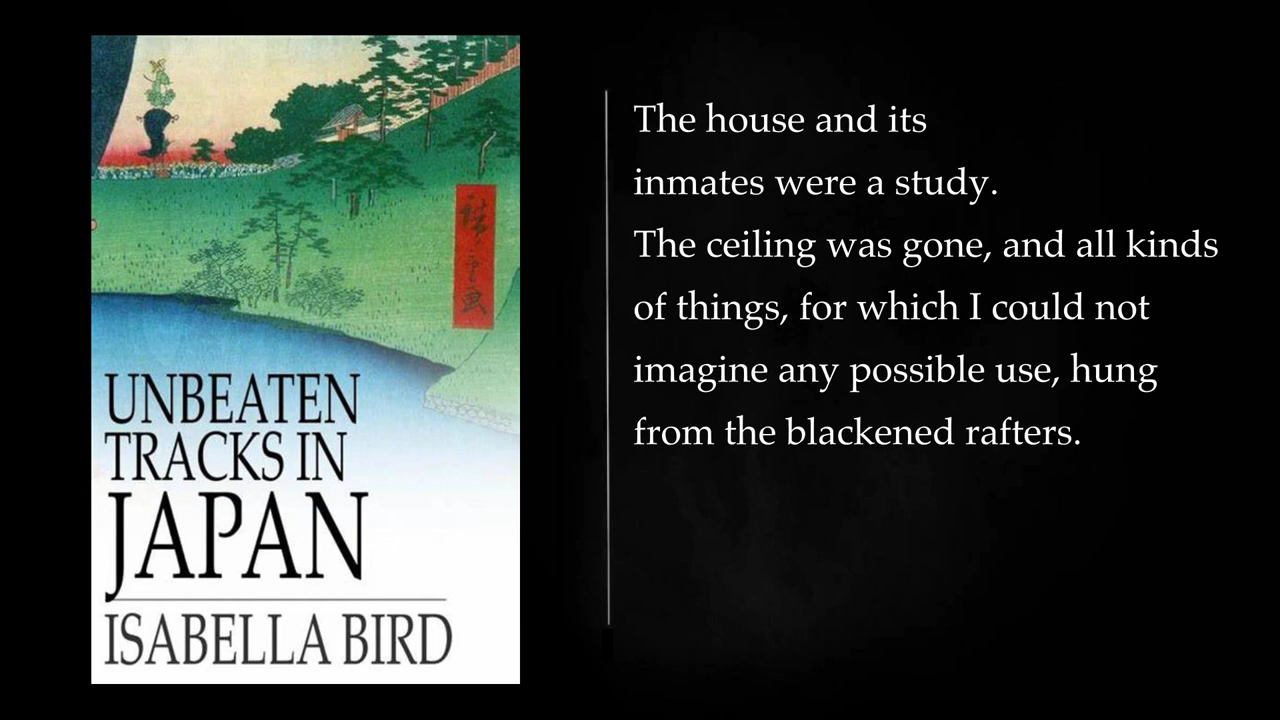 UNBEATEN
TRACKS IN
JAPAN
ISABELLA BIRD
The house and its
inmates were a study.
The ceiling was gone, and all kinds
of things, for which I could not
imagine any possible use, hung
from the blackened rafters.